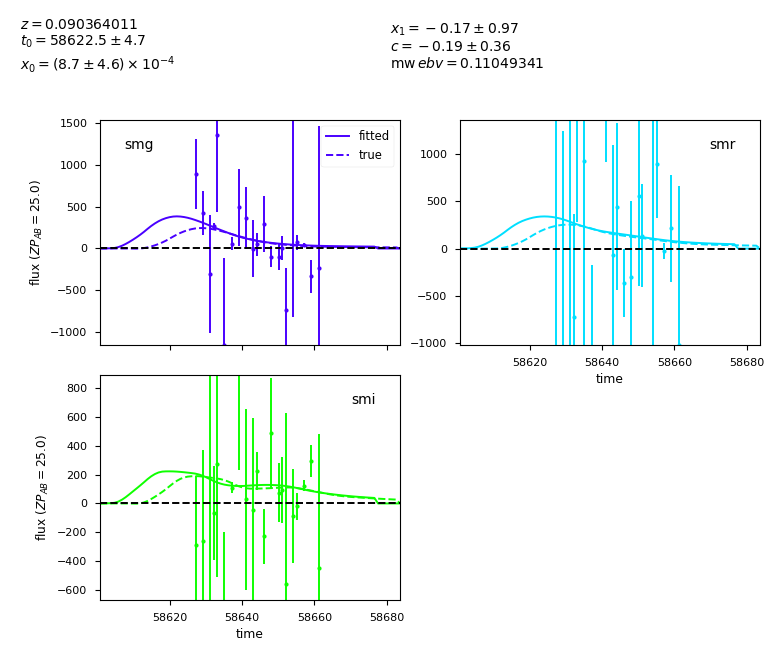 z = 0.090364011
t₀ = 58622.5 ± 4.7
x₀ = (8.7 ± 4.6) × 10⁻⁴
x₁ = −0.17 ± 0.97
c = −0.19 ± 0.36
mw ebv = 0.11049341
smg
fitted
true
1500
1000
500
0
−500
−1000
flux (ZP_AB = 25.0)
smr
1000
500
0
−500
−1000
58620 58640 58660 58680
time
smi
800
600
400
200
0
−200
−400
−600
flux (ZP_AB = 25.0)
58620 58640 58660 58680
time